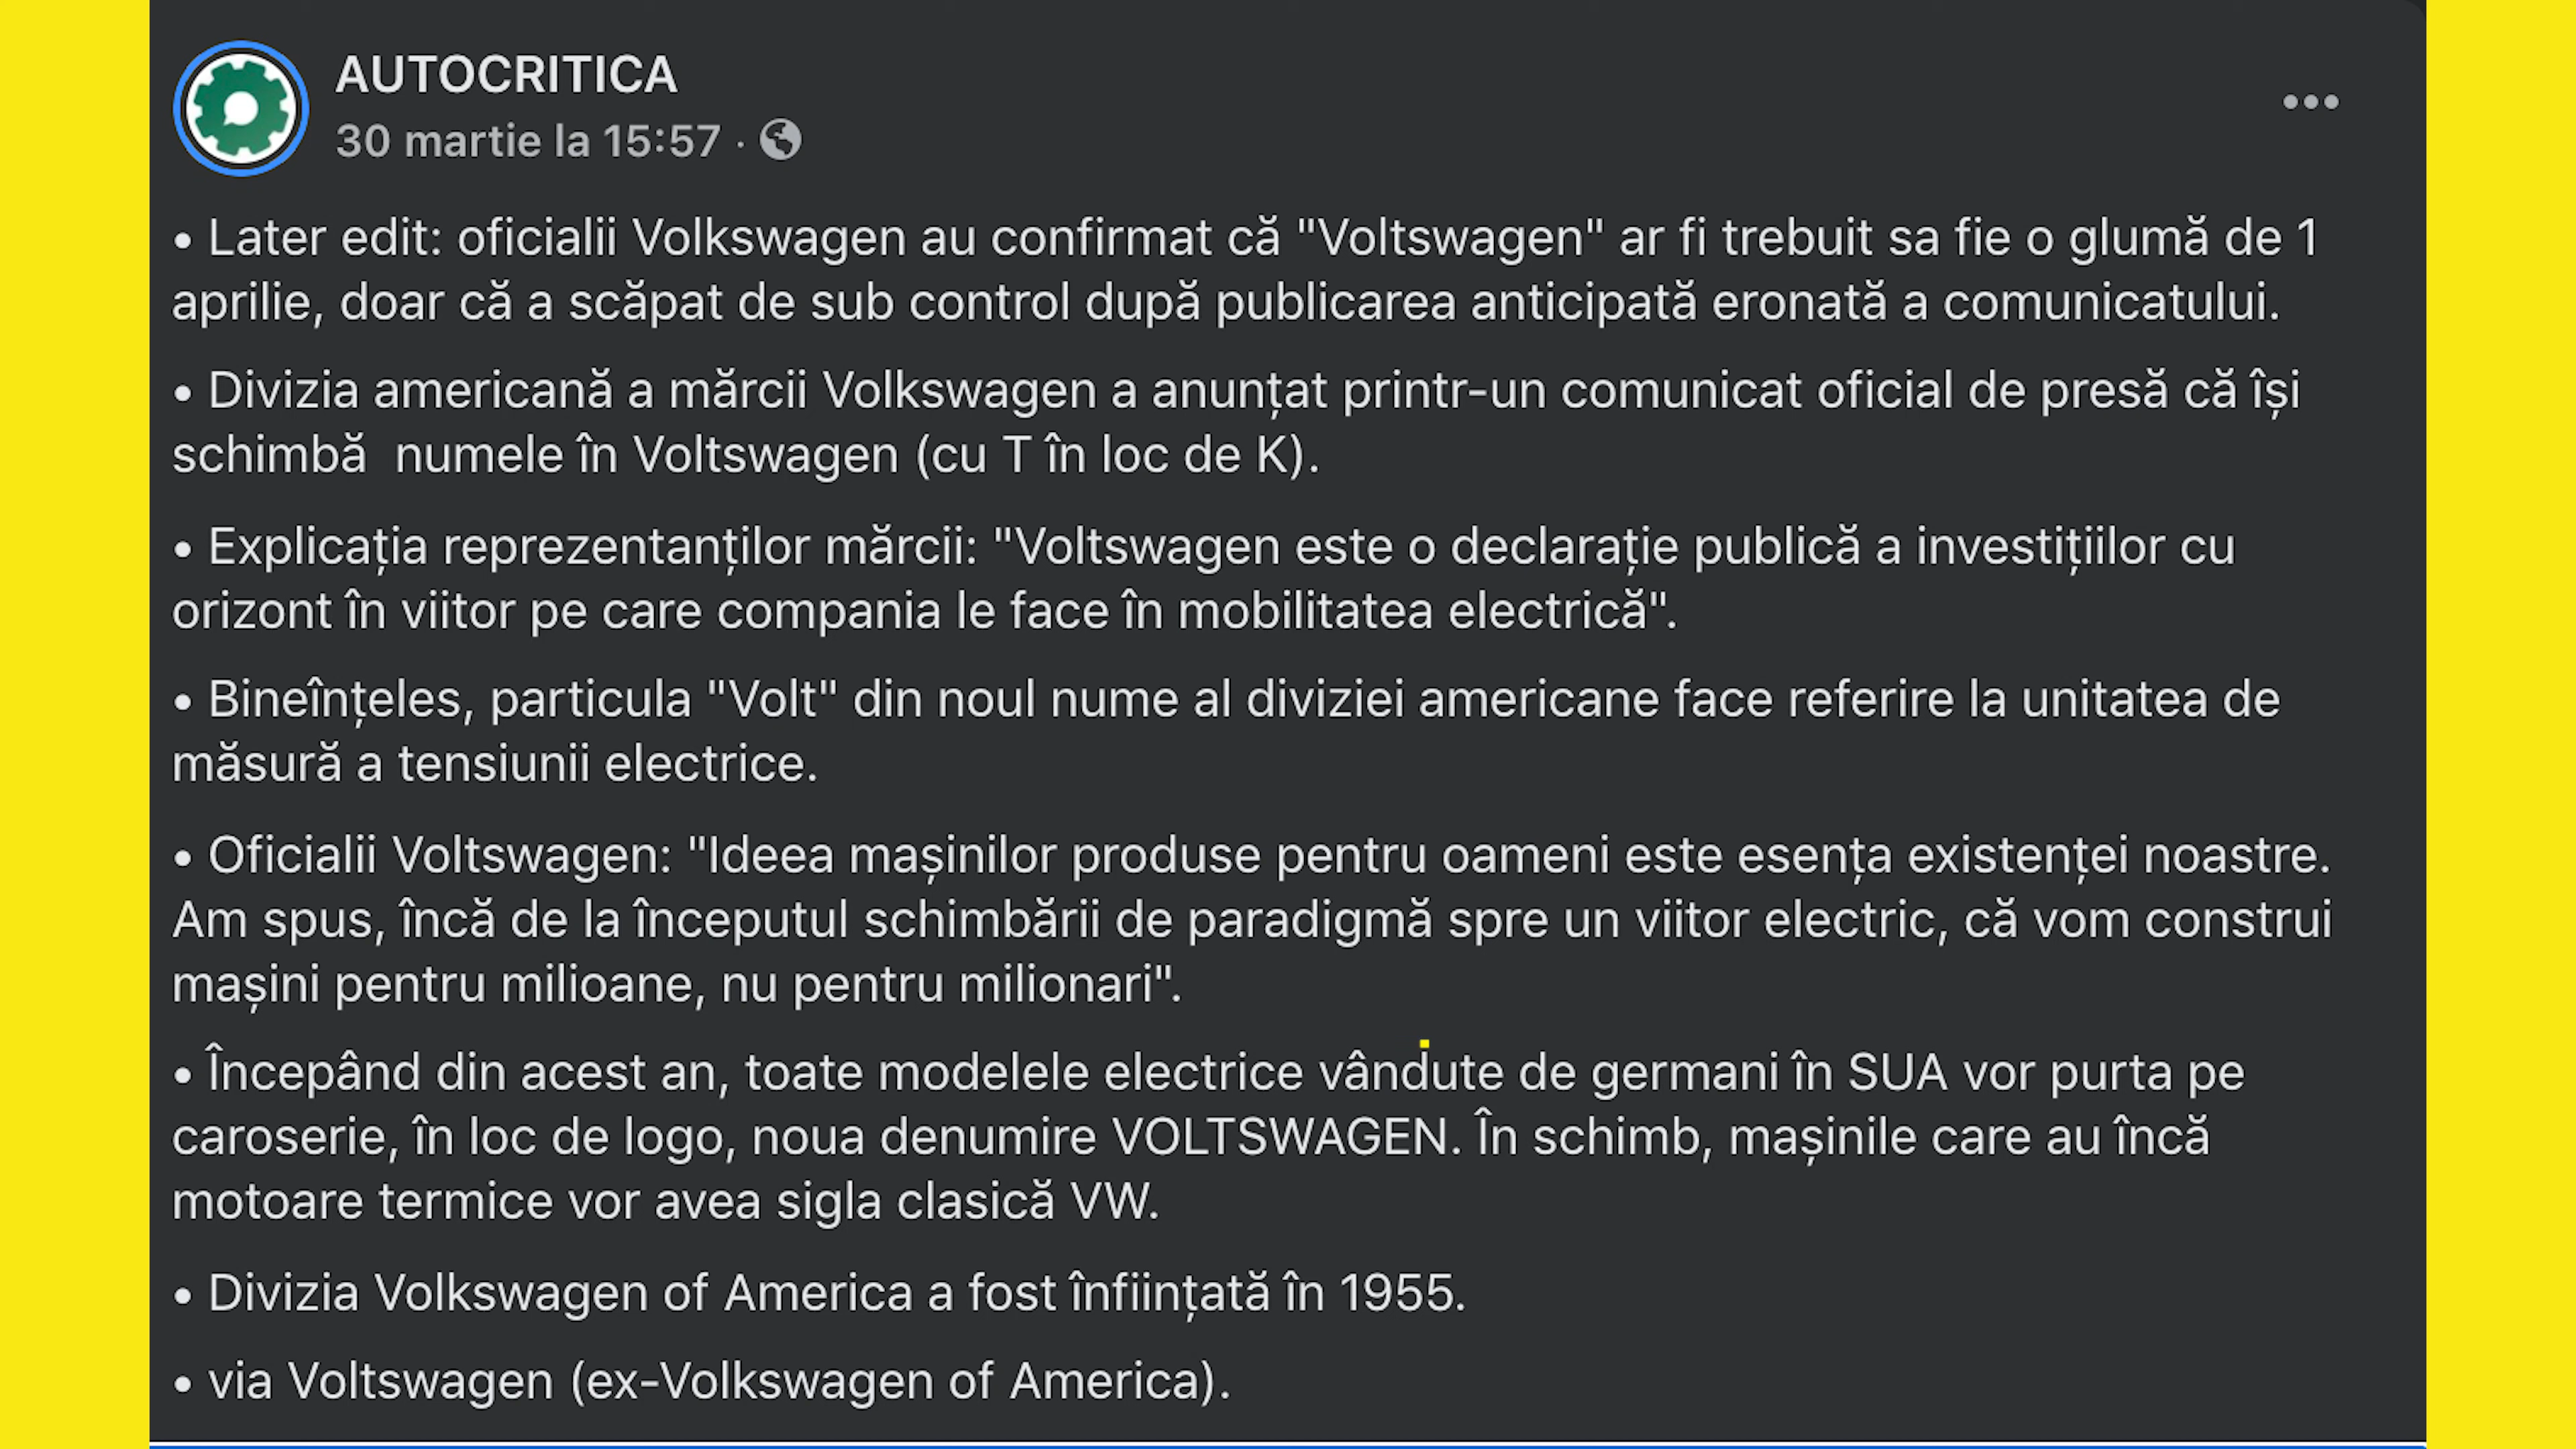 AUTOCRITICA
30 martie la 15:57 ·
• Later edit: oficialii Volkswagen au confirmat că "Voltswagen" ar fi trebuit sa fie o glumă de 1
aprilie, doar că a scăpat de sub control după publicarea anticipată eronată a comunicatului.
• Divizia americană a mărcii Volkswagen a anunțat printr-un comunicat oficial de presă că își
schimbă  numele în Voltswagen (cu T în loc de K).
• Explicația reprezentanților mărcii: "Voltswagen este o declarație publică a investițiilor cu
orizont în viitor pe care compania le face în mobilitatea electrică".
• Bineînțeles, particula "Volt" din noul nume al diviziei americane face referire la unitatea de
măsură a tensiunii electrice.
• Oficialii Voltswagen: "Ideea mașinilor produse pentru oameni este esența existenței noastre.
Am spus, încă de la începutul schimbării de paradigmă spre un viitor electric, că vom construi
mașini pentru milioane, nu pentru milionari".
• Începând din acest an, toate modelele electrice vândute de germani în SUA vor purta pe
caroserie, în loc de logo, noua denumire VOLTSWAGEN. În schimb, mașinile care au încă
motoare termice vor avea sigla clasică VW.
• Divizia Volkswagen of America a fost înființată în 1955.
• via Voltswagen (ex-Volkswagen of America).